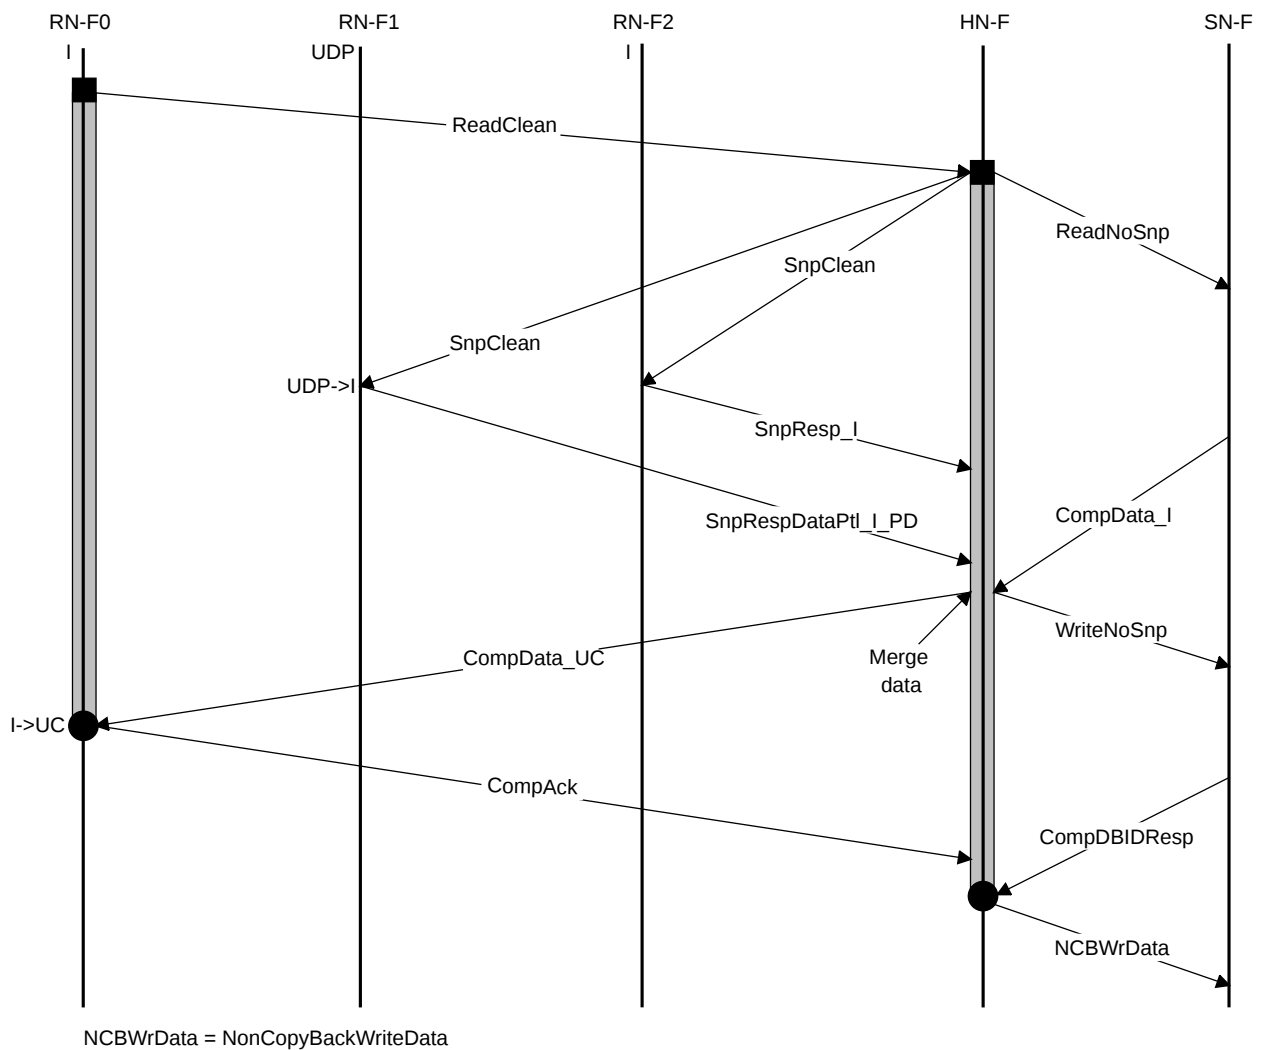 RN-F0 RN-F1 RN-F2 HN-F SN-F
I UDP I
ReadClean
ReadNoSnp
SnpClean
SnpClean
UDP->I
SnpResp_I
CompData_I
SnpRespDataPtl_I_PD
WriteNoSnp
CompData_UC
Merge
data
I->UC
CompAck
CompDBIDResp
NCBWrData
NCBWrData = NonCopyBackWriteData